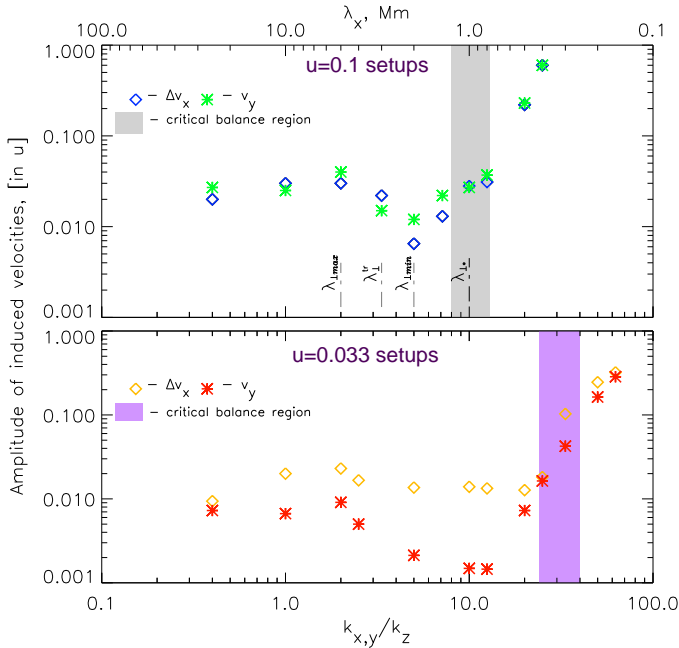 λx, Mm
100.0 10.0 1.0 0.1
u=0.1 setups
– Δvx – vy
– critical balance region
1.000
0.100
0.010
0.001
λ⊥max λ⊥tr λ⊥min λ⊥*
Amplitude of induced velocities, [in u]
u=0.033 setups
– Δvx – vy
– critical balance region
1.000
0.100
0.010
0.001
0.1 1.0 10.0 100.0
kx,y/kz